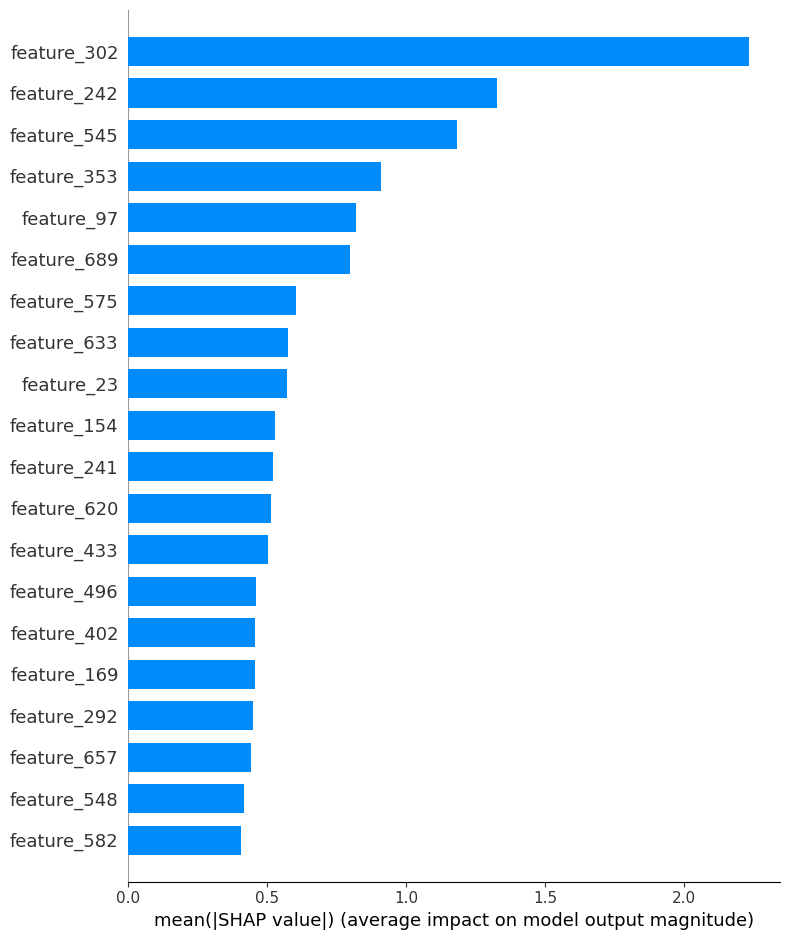 feature_302
feature_242
feature_545
feature_353
feature_97
feature_689
feature_575
feature_633
feature_23
feature_154
feature_241
feature_620
feature_433
feature_496
feature_402
feature_169
feature_292
feature_657
feature_548
feature_582
0.0 0.5 1.0 1.5 2.0
mean(|SHAP value|) (average impact on model output magnitude)